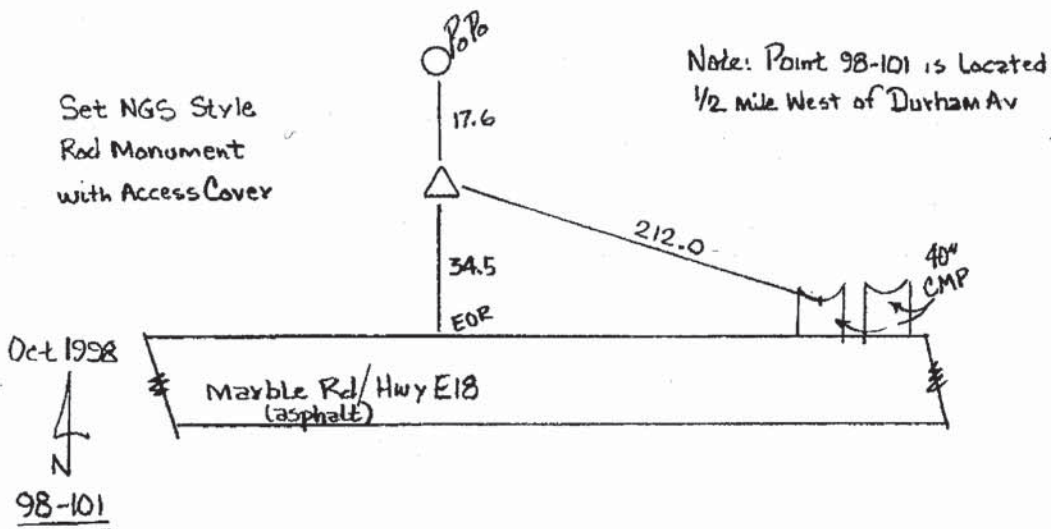 PoPo
Note: Point 98-101 is Located
1/2 mile West of Durham Av
Set NGS Style
Rod Monument
with Access Cover
17.6
212.0
34.5
40"
CMP
EOR
Oct 1998
Marble Rd/Hwy E18
(asphalt)
N
98-101